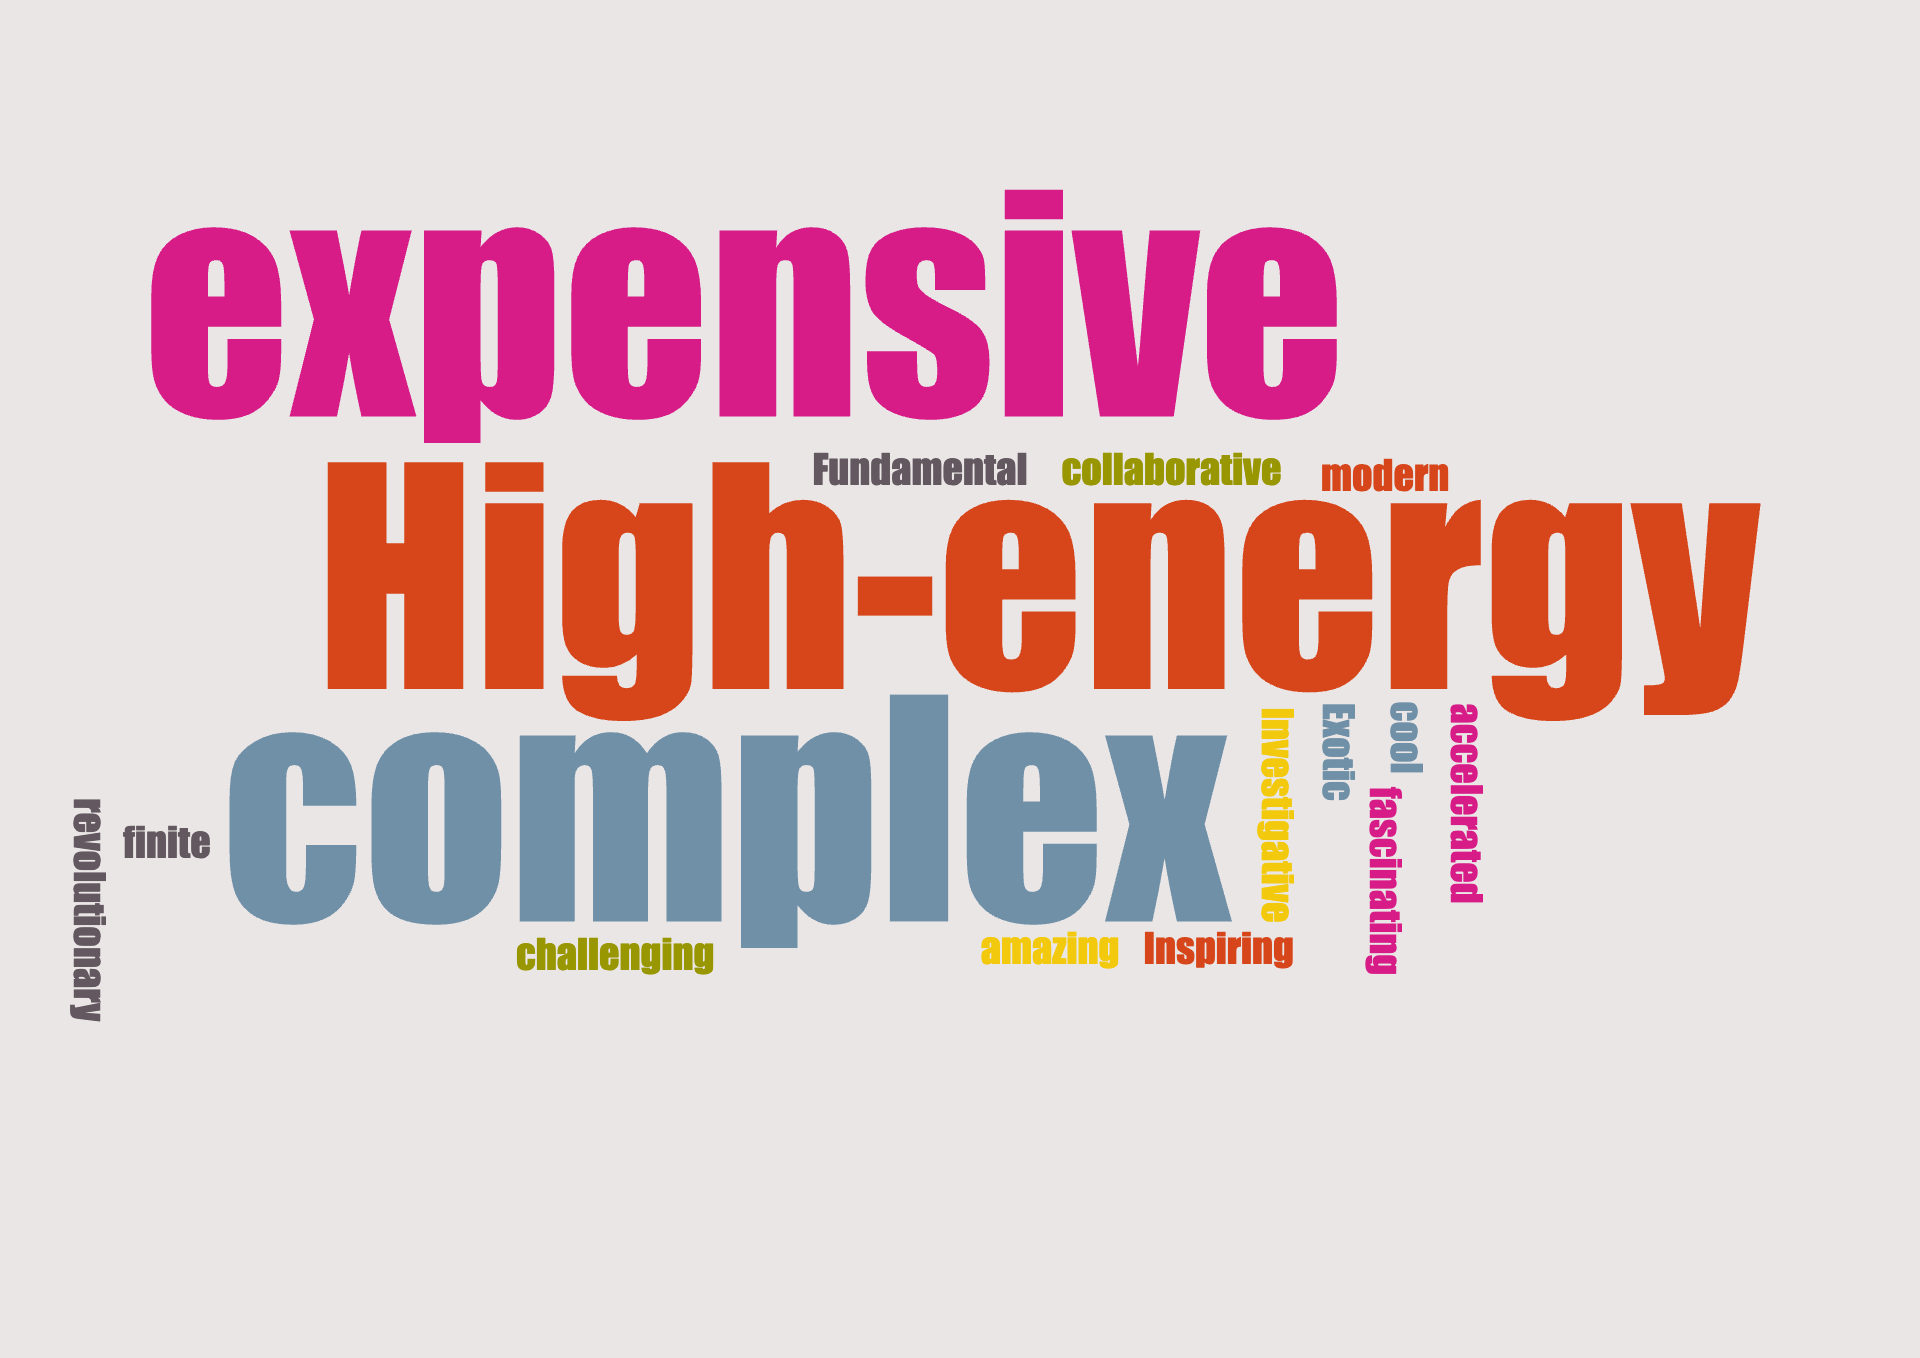 expensive
Fundamental collaborative modern
High-energy
complex
Investigative
Exotic
cool
accelerated
fascinating
revolutionary
finite
challenging
amazing Inspiring